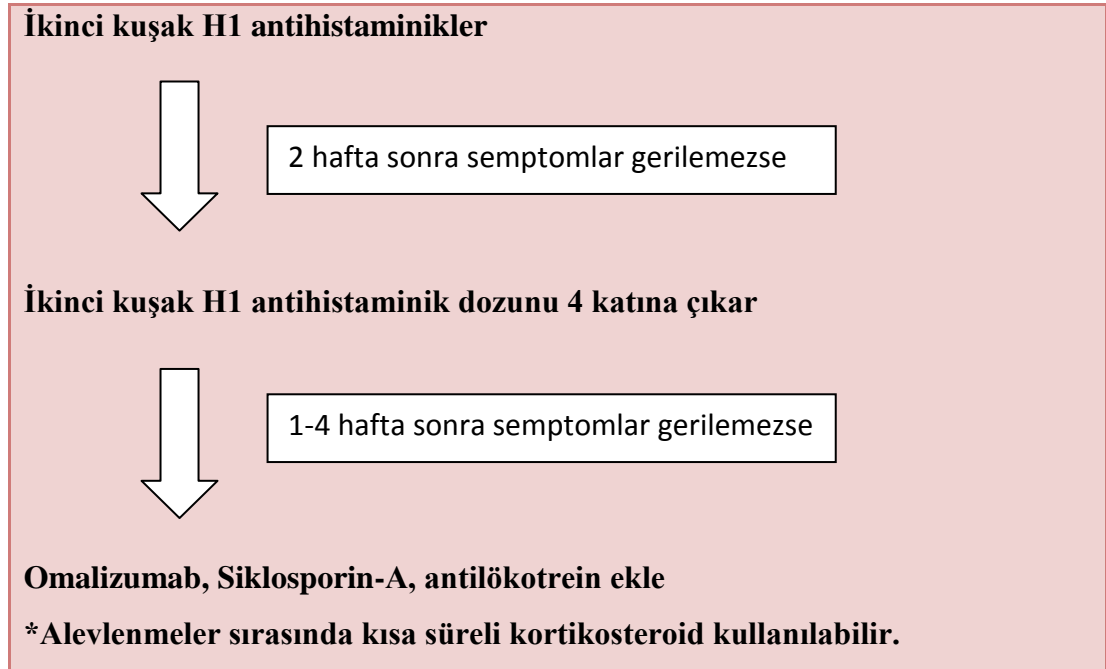 İkinci kuşak H1 antihistaminikler
2 hafta sonra semptomlar gerilemezse
İkinci kuşak H1 antihistaminik dozunu 4 katına çıkar
1-4 hafta sonra semptomlar gerilemezse
Omalizumab, Siklosporin-A, antilökotrein ekle
*Alevlenmeler sırasında kısa süreli kortikosteroid kullanılabilir.